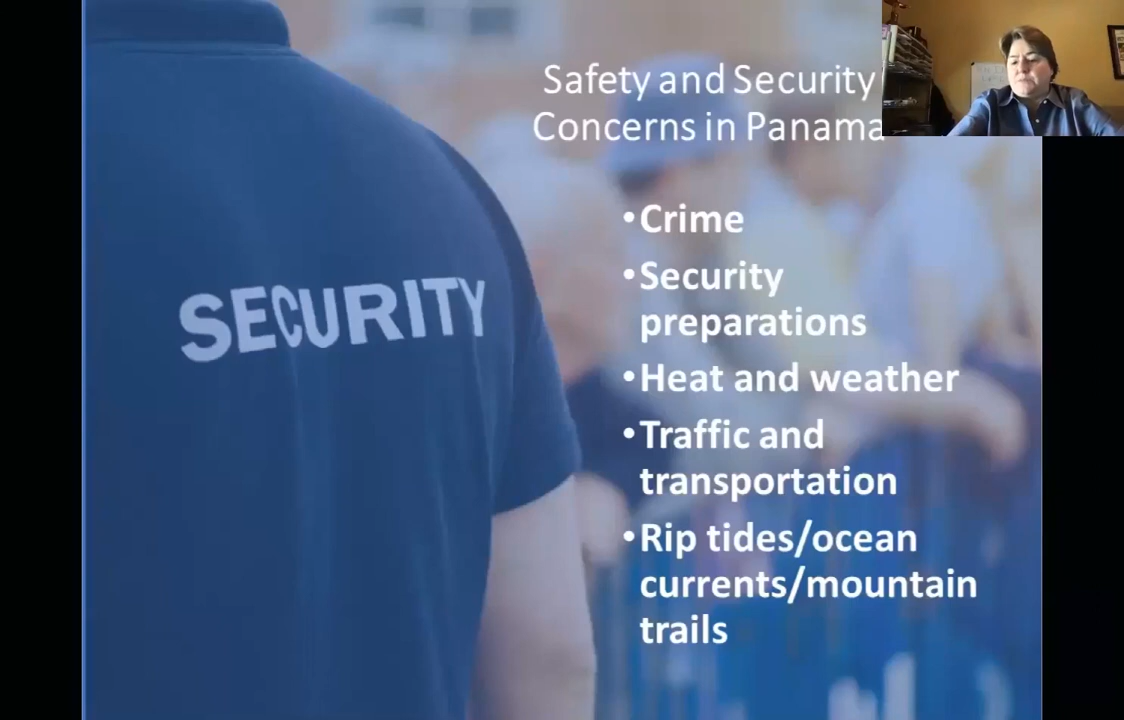 Safety and Security
Concerns in Panama
•Crime
•Security
preparations
•Heat and weather
•Traffic and
transportation
•Rip tides/ocean
currents/mountain
trails
SECURITY